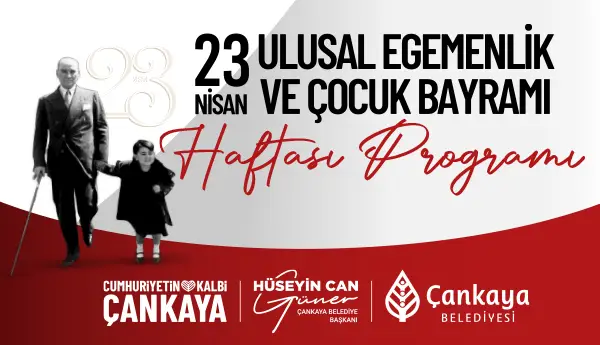 23
NİSAN
ULUSAL EGEMENLİK
VE ÇOCUK BAYRAMI
Haftası Programı
CUMHURİYETİN KALBİ
ÇANKAYA
HÜSEYİN CAN
Güner
ÇANKAYA BELEDİYE
BAŞKANI
Çankaya
BELEDİYESİ